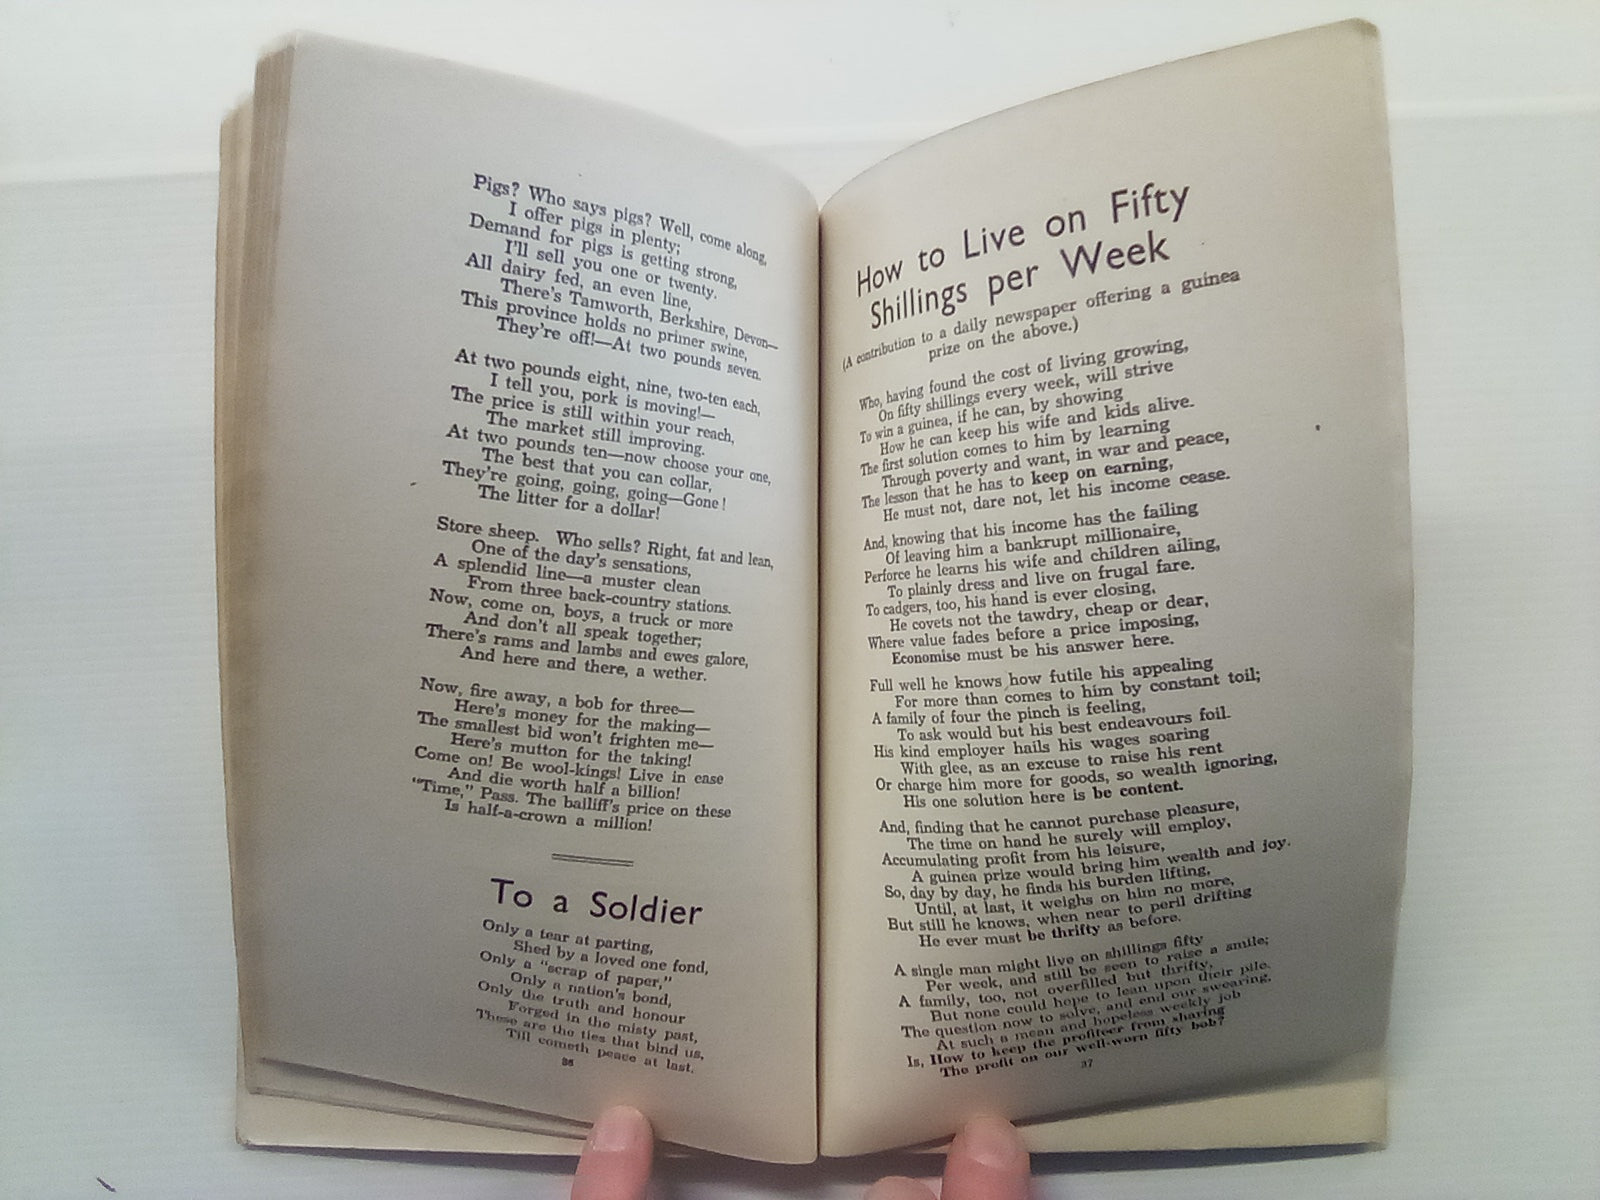 Pigs? Who says pigs? Well, come along,
I offer pigs in plenty;
Demand for pigs is getting strong,
I'll sell you one or twenty.
All dairy fed, an even line,
There's Tamworth, Berkshire, Devon—
This province holds no primer swine,
They're off!—At two pounds seven.
At two pounds eight, nine, two-ten each,
I tell you, pork is moving!—
The price is still within your reach,
The market still improving.
At two pounds ten—now choose your one,
The best that you can collar,
They're going, going, going—Gone!
The litter for a dollar!
Store sheep. Who sells? Right, fat and lean,
One of the day's sensations,
A splendid line—a muster clean
From three back-country stations.
Now, come on, boys, a truck or more
And don't all speak together;
There's rams and lambs and ewes galore,
And here and there, a wether.
Now, fire away, a bob for three—
Here's money for the making—
The smallest bid won't frighten me—
Here's mutton for the taking!
Come on! Be wool-kings! Live in ease
And die worth half a billion!
"Time," Pass. The bailiff's price on these
Is half-a-crown a million!
To a Soldier
Only a tear at parting,
Shed by a loved one fond,
Only a "scrap of paper,"
Only a nation's bond,
Only the truth and honour
Forged in the misty past,
These are the ties that bind us,
Till cometh peace at last.
36
How to Live on Fifty
Shillings per Week
(A contribution to a daily newspaper offering a guinea
prize on the above.)
Who, having found the cost of living growing,
On fifty shillings every week, will strive
To win a guinea, if he can, by showing
How he can keep his wife and kids alive.
The first solution comes to him by learning
Through poverty and want, in war and peace,
The lesson that he has to keep on earning,
He must not, dare not, let his income cease.
And, knowing that his income has the failing
Of leaving him a bankrupt millionaire,
Perforce he learns his wife and children ailing,
To plainly dress and live on frugal fare.
To cadgers, too, his hand is ever closing,
He covets not the tawdry, cheap or dear,
Where value fades before a price imposing,
Economise must be his answer here.
Full well he knows how futile his appealing
For more than comes to him by constant toil;
A family of four the pinch is feeling,
To ask would but his best endeavours foil.
His kind employer hails his wages soaring
With glee, as an excuse to raise his rent
Or charge him more for goods, so wealth ignoring,
His one solution here is be content.
And, finding that he cannot purchase pleasure,
The time on hand he surely will employ,
Accumulating profit from his leisure,
A guinea prize would bring him wealth and joy.
So, day by day, he finds his burden lifting,
Until, at last, it weighs on him no more,
But still he knows, when near to peril drifting
He ever must be thrifty as before.
A single man might live on shillings fifty
Per week, and still be seen to raise a smile;
A family, too, not overfilled but thrifty,
But none could hope to lean upon their pile.
The question now to solve, and end our swearing,
At such a mean and hopeless weekly job
Is, How to keep the profiteer from sharing
The profit on our well-worn fifty bob?
37